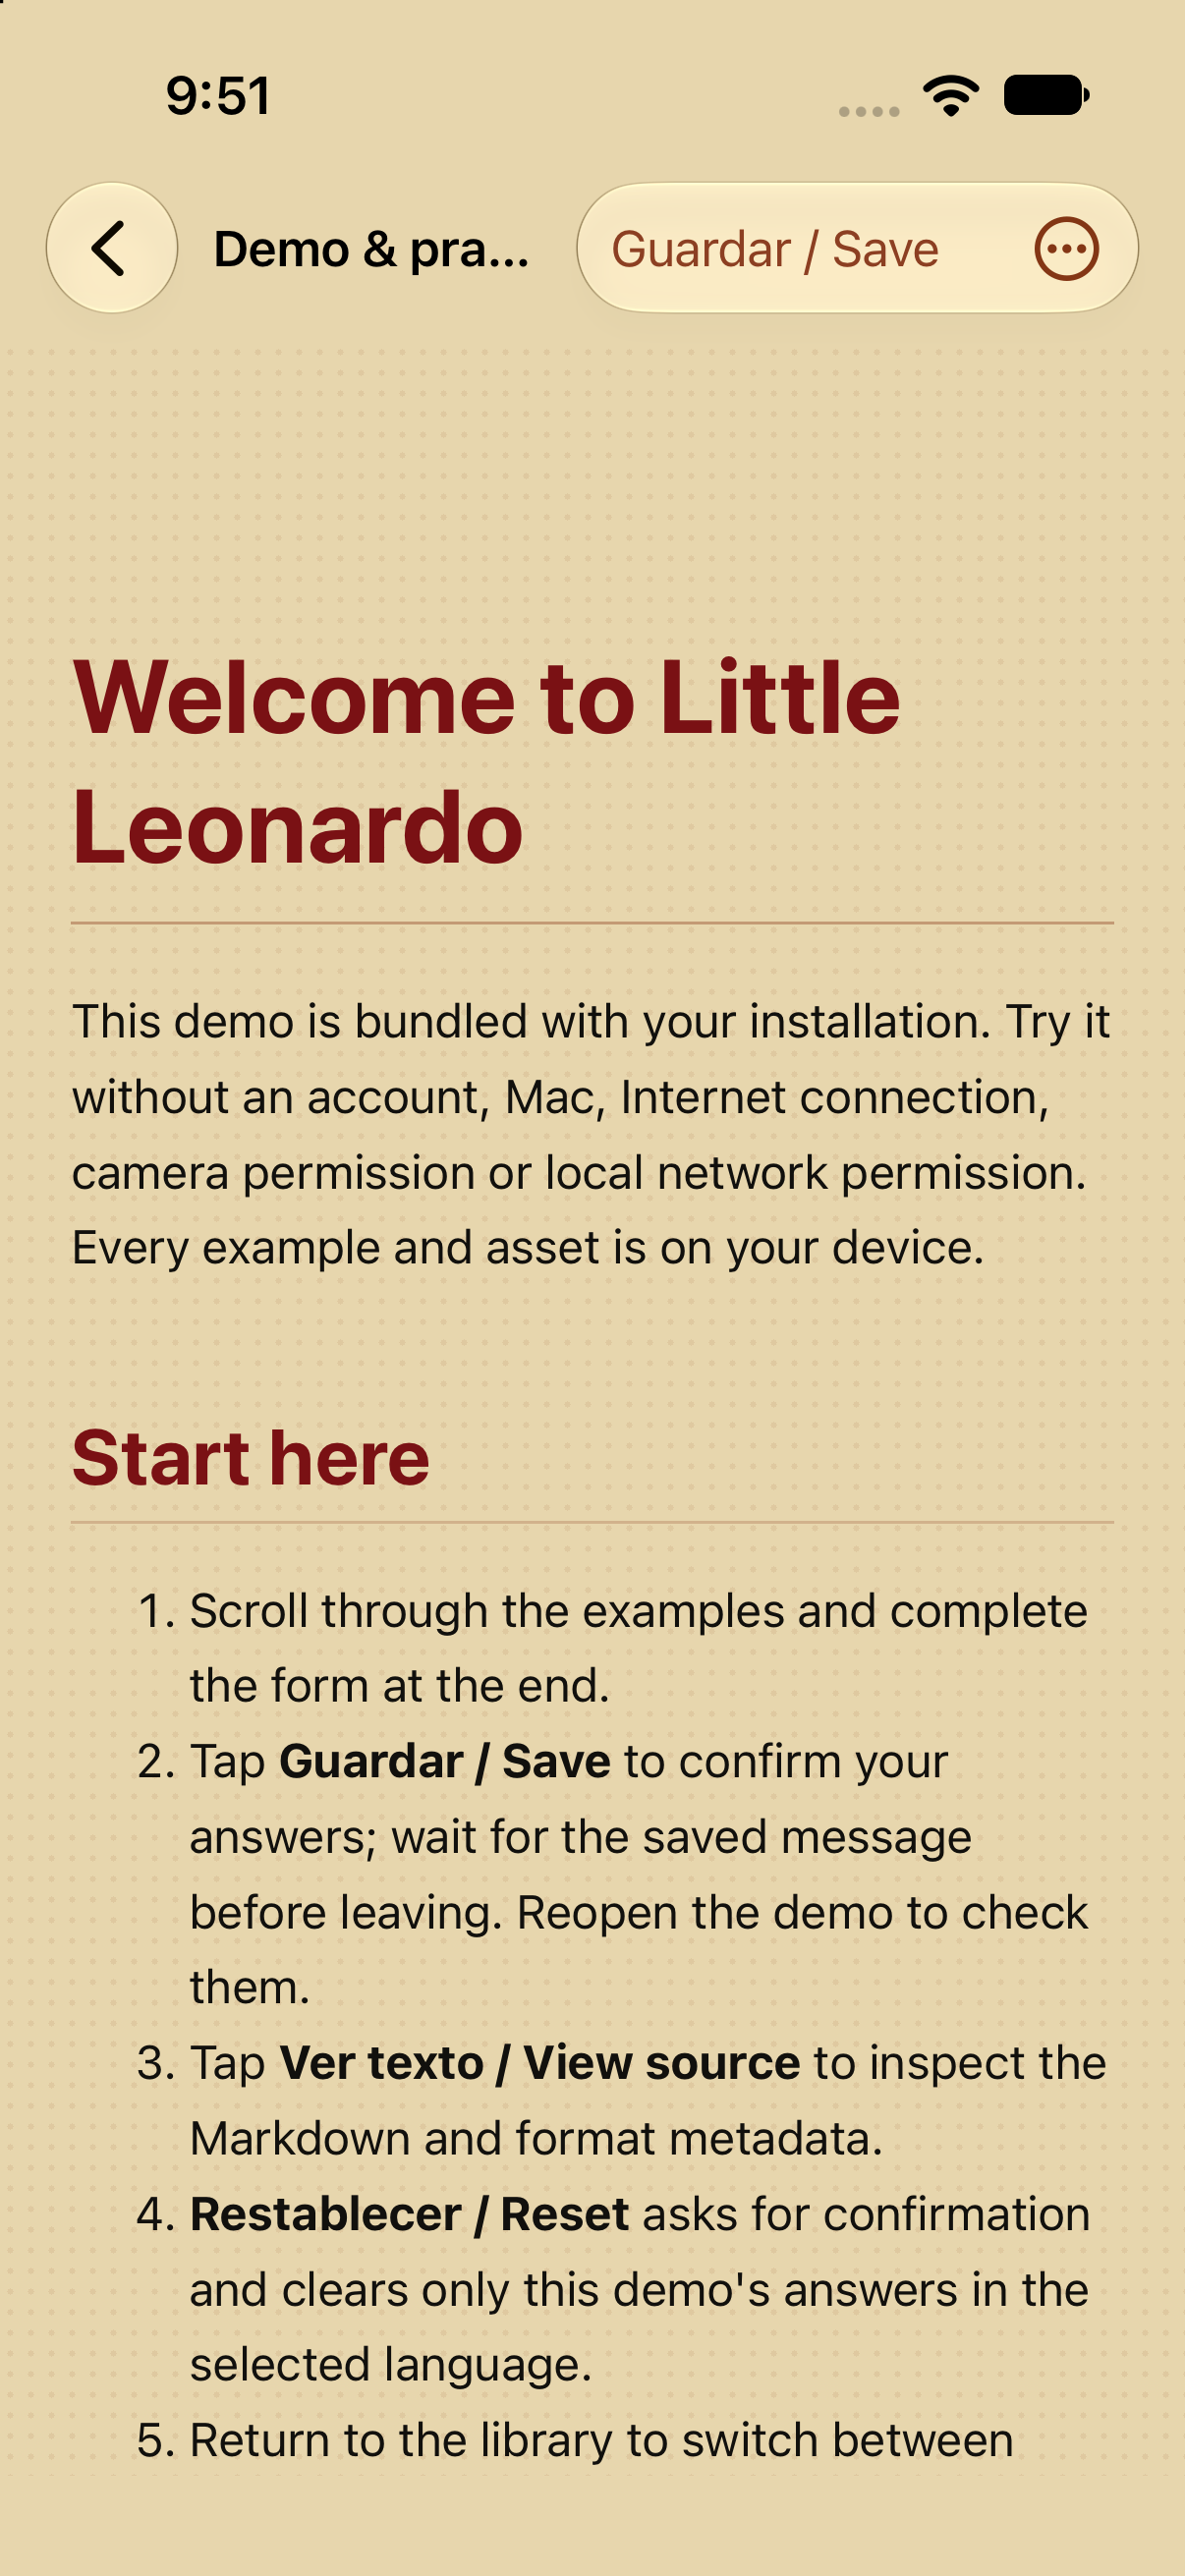 9:51
Demo & pra...
Guardar / Save
Welcome to Little
Leonardo
This demo is bundled with your installation. Try it
without an account, Mac, Internet connection,
camera permission or local network permission.
Every example and asset is on your device.
Start here
1. Scroll through the examples and complete
the form at the end.
2. Tap Guardar / Save to confirm your
answers; wait for the saved message
before leaving. Reopen the demo to check
them.
3. Tap Ver texto / View source to inspect the
Markdown and format metadata.
4. Restablecer / Reset asks for confirmation
and clears only this demo's answers in the
selected language.
5. Return to the library to switch between